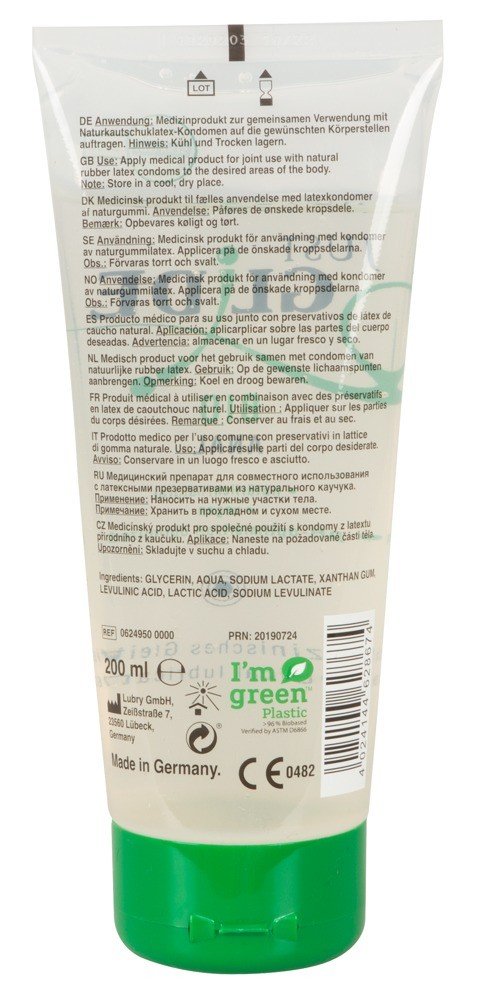 LOT
DE Anwendung: Medizinprodukt zur gemeinsamen Verwendung mit
Naturkautschuklatex-Kondomen auf die gewünschten Körperstellen
auftragen. Hinweis: Kühl und Trocken lagern.
GB Use: Apply medical product for joint use with natural
rubber latex condoms to the desired areas of the body.
Note: Store in a cool, dry place.
DK Medicinsk produkt til fælles anvendelse med latexkondomer
af naturgummi. Anvendelse: Påføres de ønskede kropsdele.
Bemærk: Opbevares køligt og tørt.
SE Användning: Medicinsk produkt för användning med kondomer
av naturgummilatex. Applicera på de önskade kroppsdelarna.
Obs.: Förvaras torrt och svalt.
NO Anvendelse: Medicinsk produkt för användning med kondomer
av naturgummilatex. Applicera på de önskade kroppsdelarna.
Obs.: Förvaras torrt och svalt.
ES Producto médico para su uso junto con preservativos de látex de
caucho natural. Aplicación: aplicarplicar sobre las partes del cuerpo
deseadas. Advertencia: almacenar en un lugar fresco y seco.
NL Medisch product voor het gebruik samen met condomen van
natuurlijke rubber latex. Gebruik: Op de gewenste lichaamspunten
aanbrengen. Opmerking: Koel en droog bewaren.
FR Produit médical à utiliser en combinaison avec des préservatifs
en latex de caoutchouc naturel. Utilisation : Appliquer sur les parties
du corps désirées. Remarque : Conserver au frais et au sec.
IT Prodotto medico per l'uso comune con preservativi in lattice
di gomma naturale. Uso: Applicare sulle parti del corpo desiderate.
Avviso: Conservare in un luogo fresco e asciutto.
RU Медицинский препарат для совместного использования
с латексными презервативами из натурального каучука.
Применение: Наносить на нужные участки тела.
Примечание: Хранить в прохладном и сухом месте.
CZ Medicínský produkt pro společné použití s kondomy z latextu
přírodního z kaučuku. Aplikace: Naneste na požadované části těla.
Upozornění: Skladujte v suchu a chladu.
Ingredients: GLYCERIN, AQUA, SODIUM LACTATE, XANTHAN GUM,
LEVULINIC ACID, LACTIC ACID, SODIUM LEVULINATE
REF 0624950 0000 PRN: 20190724
200 ml
Lubry GmbH,
Zeißstraße 7,
23560 Lübeck,
Germany
I'm
green™
Plastic
> 96 % Biobased
Verified by ASTM D6866
Made in Germany.
CE 0482
4 024144 628674